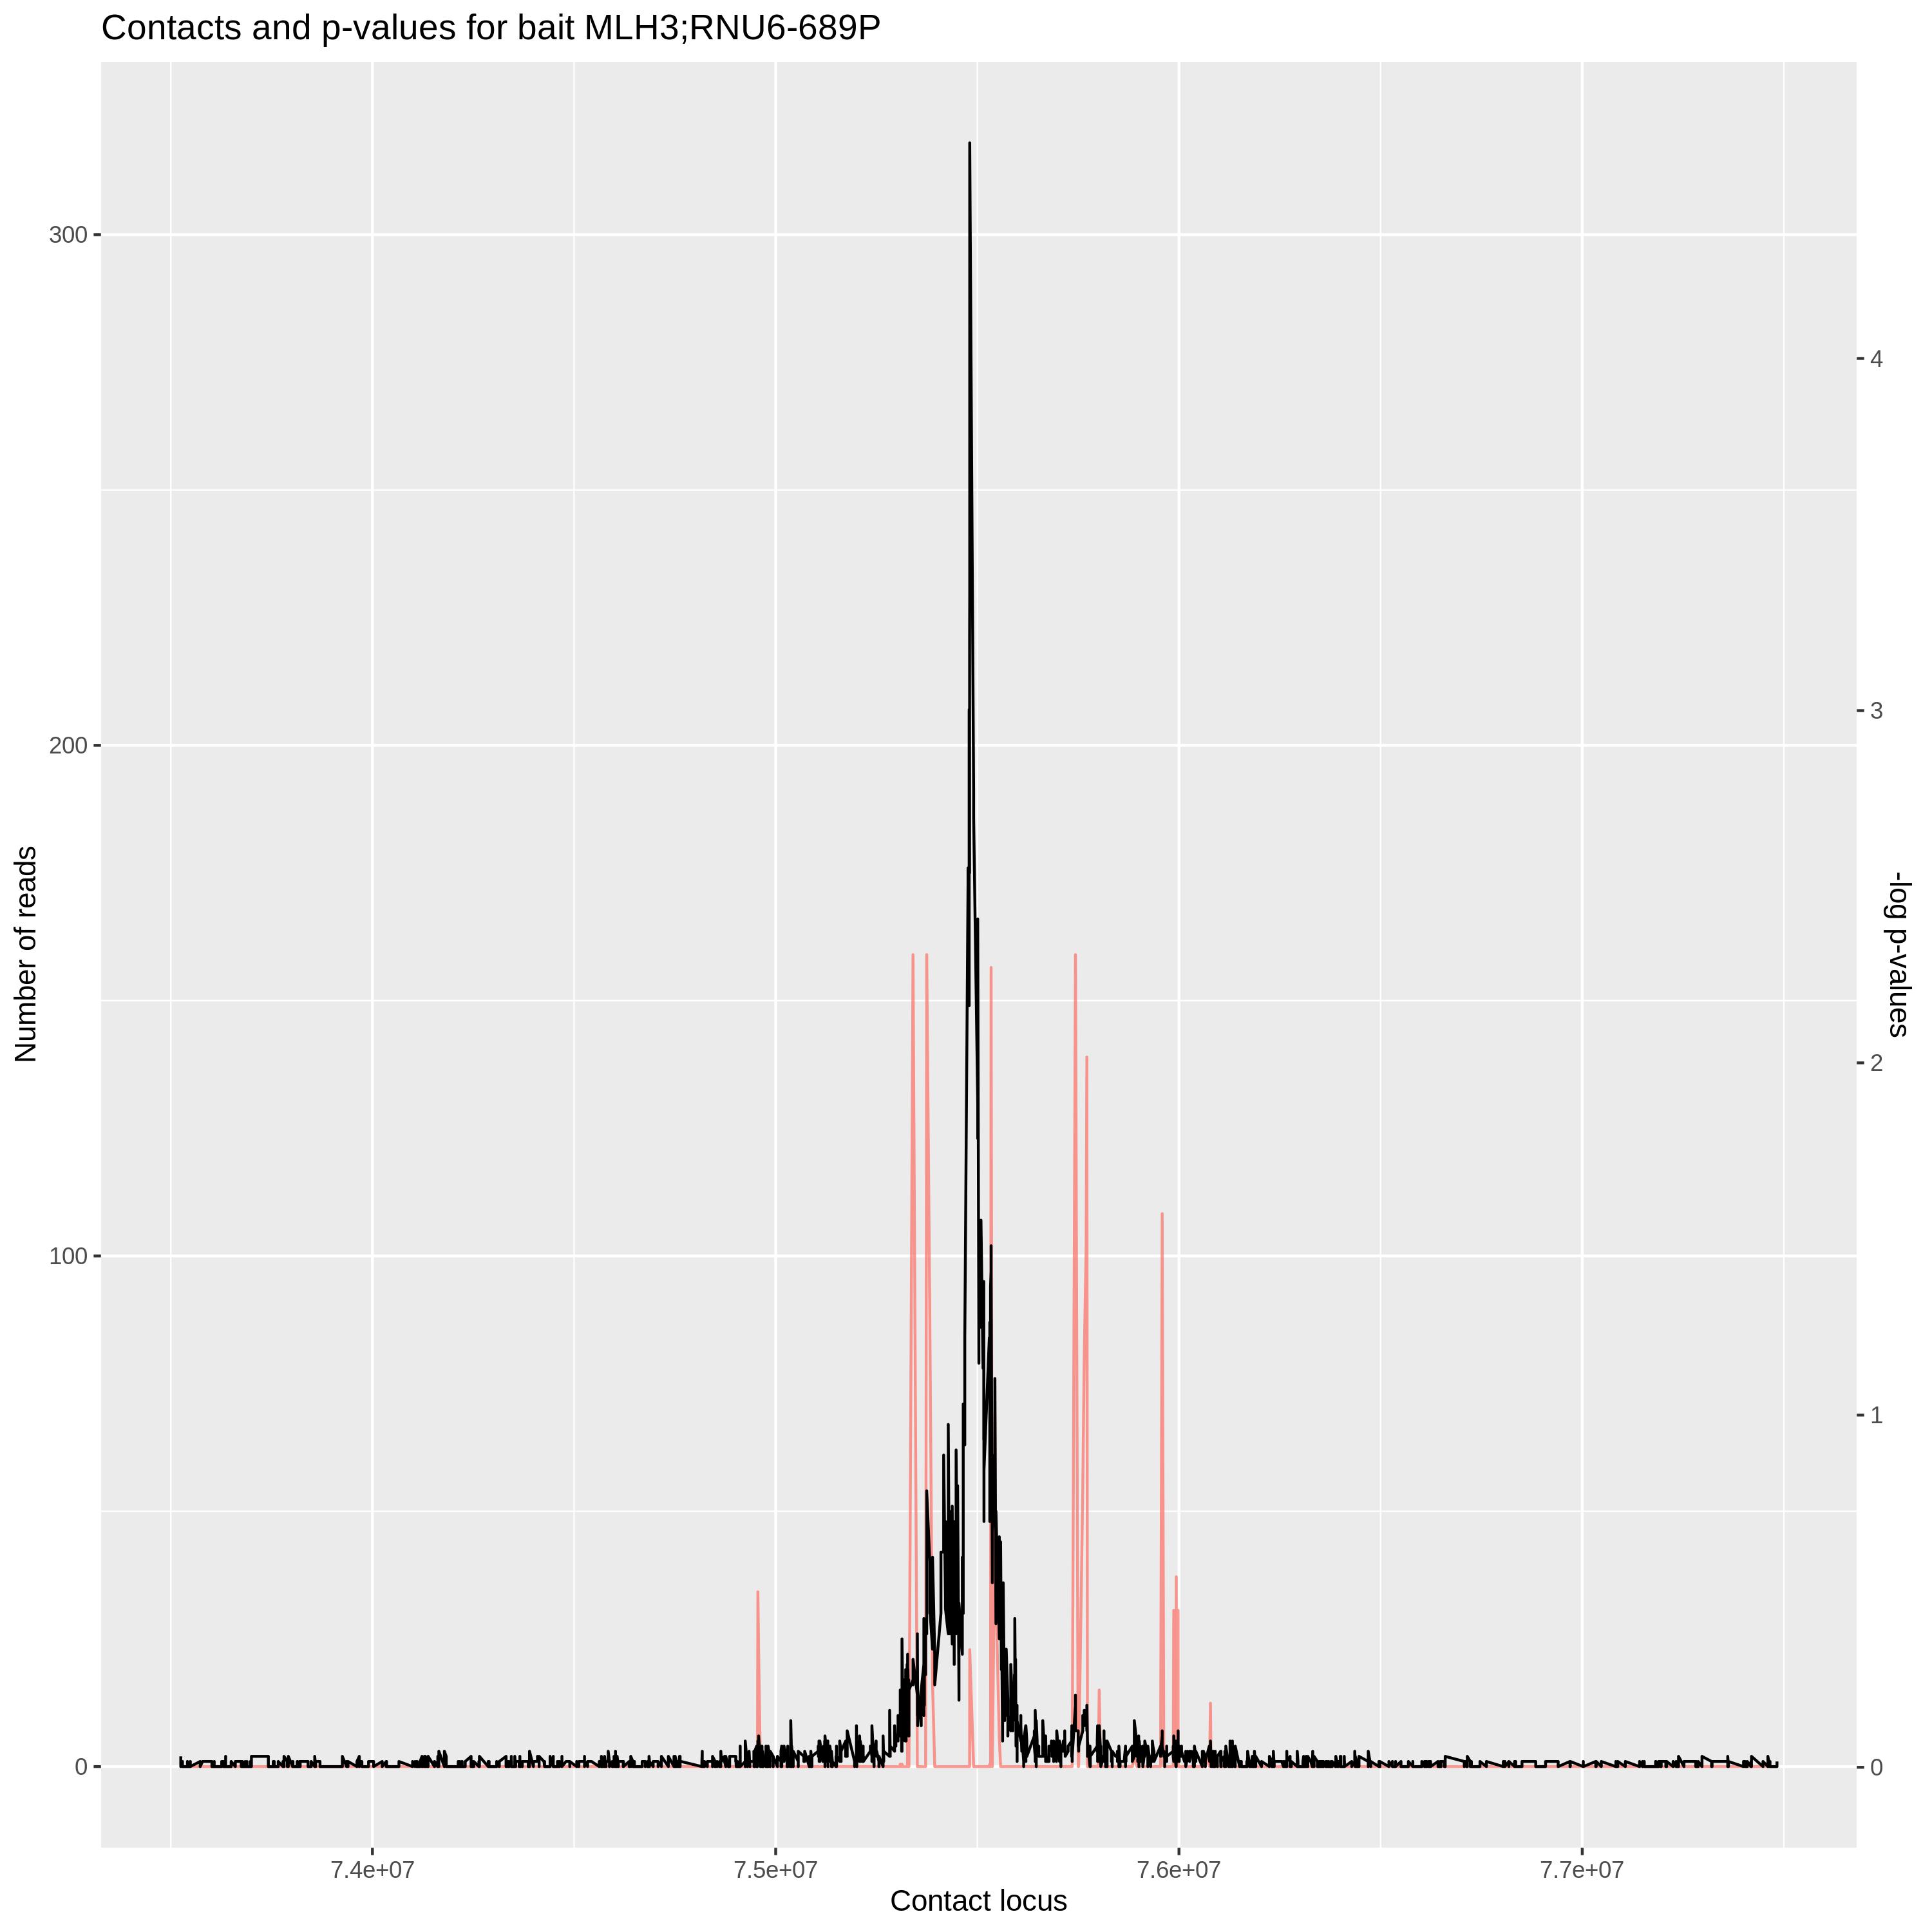 Contacts and p-values for bait MLH3;RNU6-689P
Number of reads
300
200
100
0
-log p-values
4
3
2
1
0
7.4e+07 7.5e+07 7.6e+07 7.7e+07
Contact locus